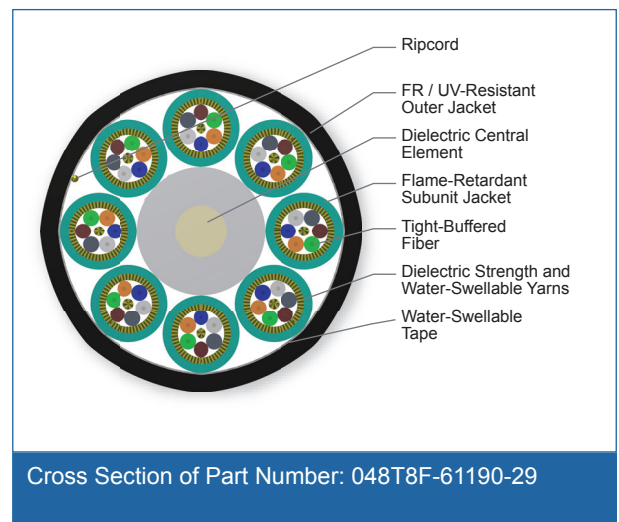 Ripcord
FR / UV-Resistant
Outer Jacket
Dielectric Central
Element
Flame-Retardant
Subunit Jacket
Tight-Buffered
Fiber
Dielectric Strength and
Water-Swellable Yarns
Water-Swellable
Tape
Cross Section of Part Number: 048T8F-61190-29